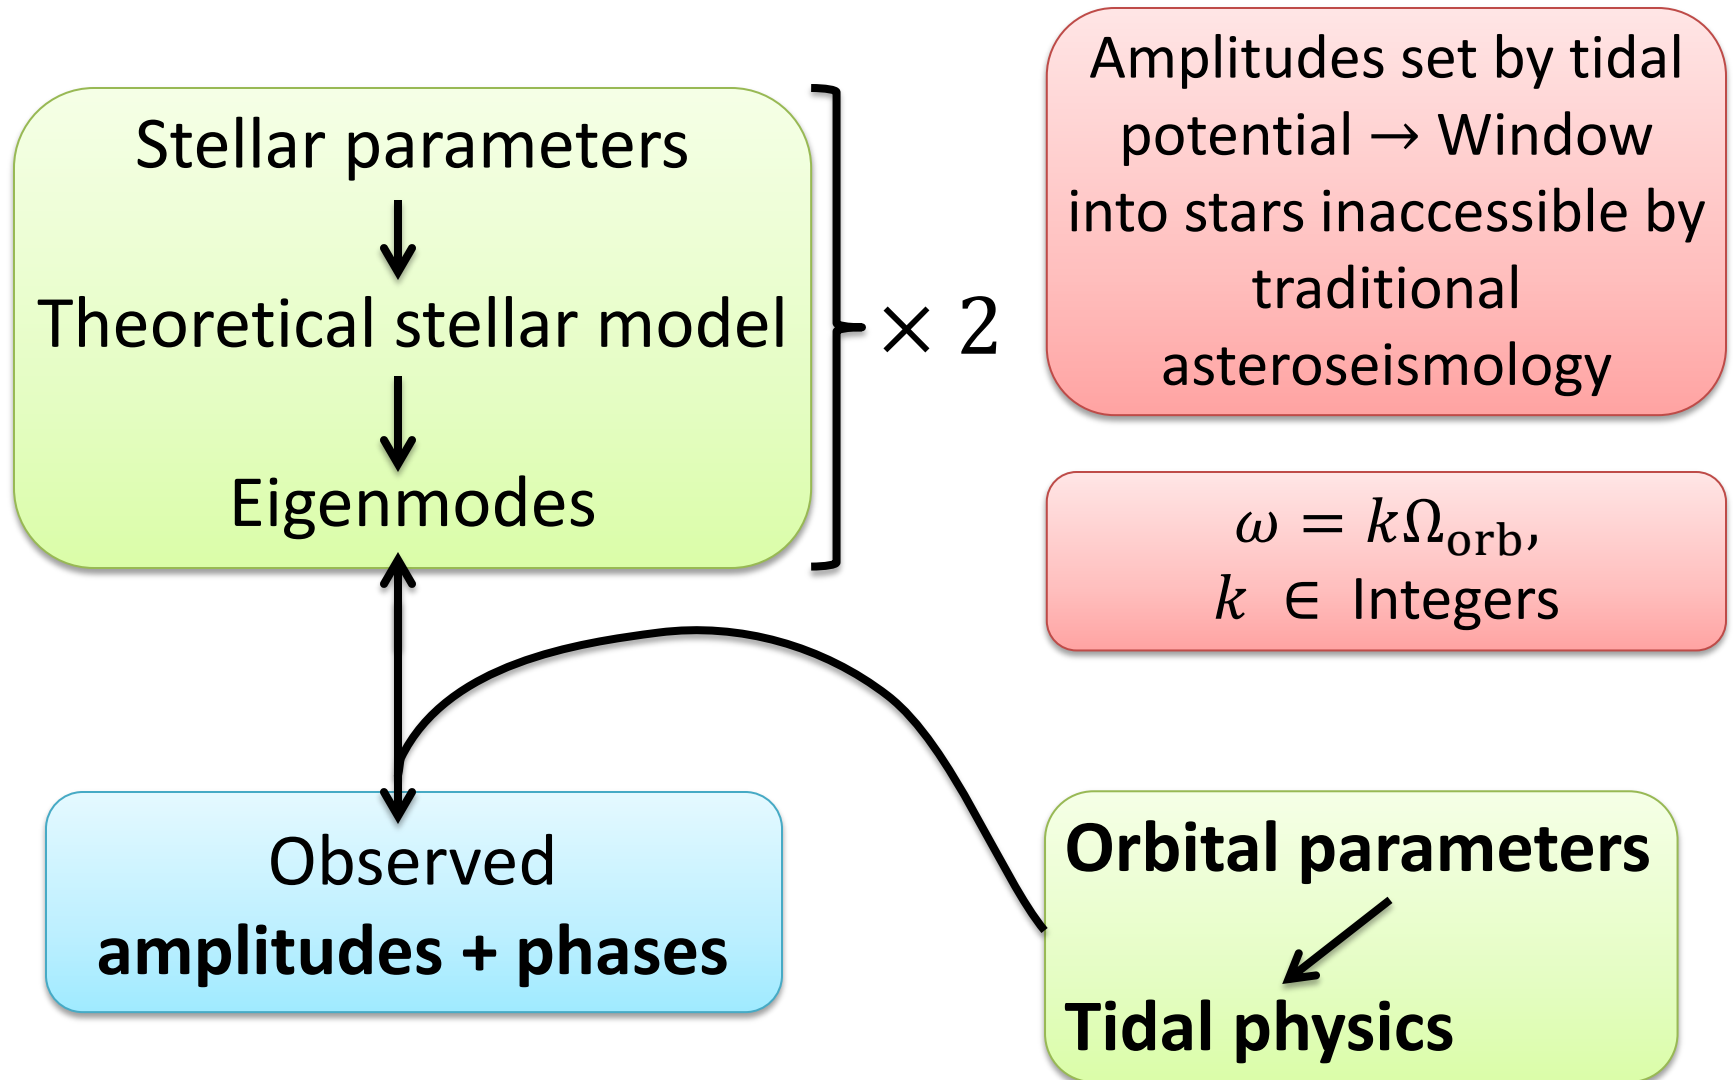 Stellar parameters
Theoretical stellar model
Eigenmodes
× 2
Amplitudes set by tidal
potential → Window
into stars inaccessible by
traditional
asteroseismology
ω = kΩorb,
k ∈ Integers
Observed
amplitudes + phases
Orbital parameters
Tidal physics